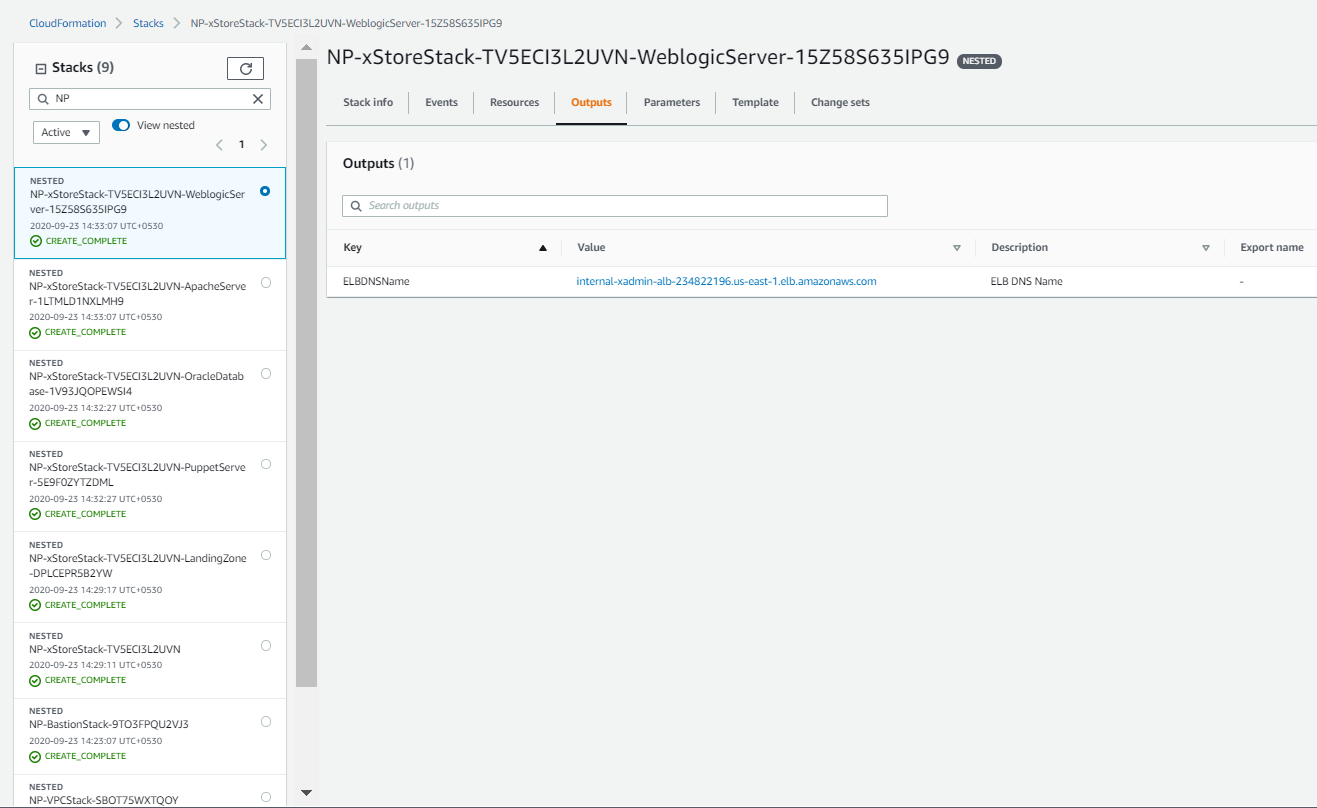 CloudFormation > Stacks > NP-xStoreStack-TV5ECI3L2UVN-WeblogicServer-15Z58S635IPG9
Stacks (9)
NP
Active
View nested
1
NESTED
NP-xStoreStack-TV5ECI3L2UVN-WeblogicSer
ver-15Z58S635IPG9
2020-09-23 14:33:07 UTC+0530
CREATE_COMPLETE
NESTED
NP-xStoreStack-TV5ECI3L2UVN-ApacheServe
r-1LTMLD1NXLMH9
2020-09-23 14:33:07 UTC+0530
CREATE_COMPLETE
NESTED
NP-xStoreStack-TV5ECI3L2UVN-OracleDatab
ase-1V93JQOPEWSI4
2020-09-23 14:32:27 UTC+0530
CREATE_COMPLETE
NESTED
NP-xStoreStack-TV5ECI3L2UVN-PuppetServe
r-5E9F0ZYTZDML
2020-09-23 14:32:27 UTC+0530
CREATE_COMPLETE
NESTED
NP-xStoreStack-TV5ECI3L2UVN-LandingZone
-DPLCEPR5B2YW
2020-09-23 14:29:17 UTC+0530
CREATE_COMPLETE
NESTED
NP-xStoreStack-TV5ECI3L2UVN
2020-09-23 14:29:11 UTC+0530
CREATE_COMPLETE
NESTED
NP-BastionStack-9TO3FPQU2VJ3
2020-09-23 14:23:07 UTC+0530
CREATE_COMPLETE
NESTED
NP-VPCStack-SBOT75WXTQOY
NP-xStoreStack-TV5ECI3L2UVN-WeblogicServer-15Z58S635IPG9 NESTED
Stack info Events Resources Outputs Parameters Template Change sets
Outputs (1)
Search outputs
Key Value Description Export name
ELBDNSName internal-xadmin-alb-234822196.us-east-1.elb.amazonaws.com ELB DNS Name -